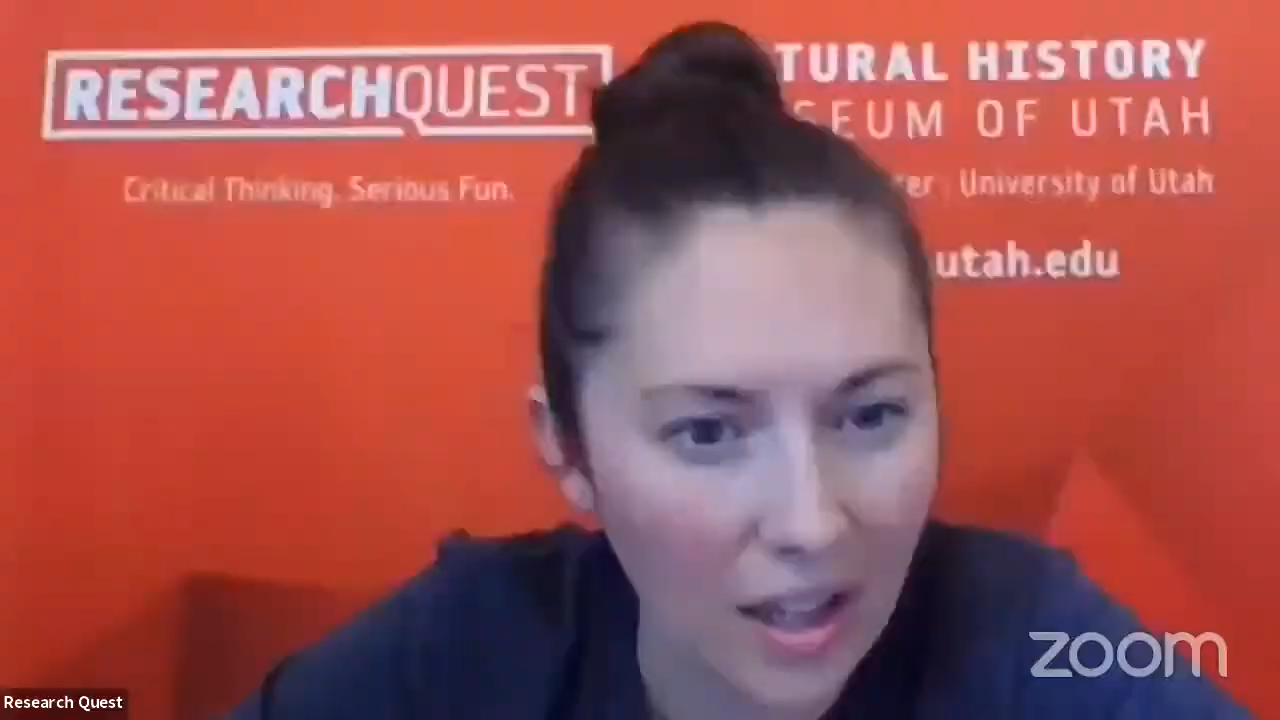 RESEARCHQUEST
Critical Thinking. Serious Fun.
TURAL HISTORY
SEUM OF UTAH
er | University of Utah
utah.edu
zoom
Research Quest